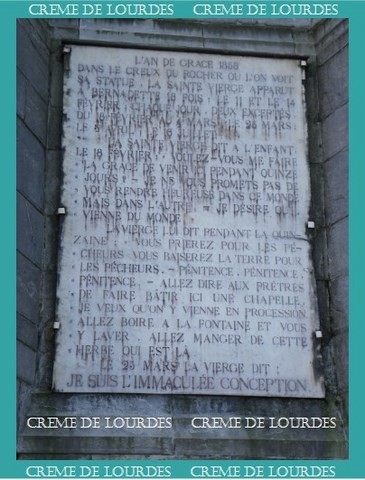 CREME DE LOURDES CREME DE LOURDES
L'AN DE GRACE 1858
DANS LE CREUX DU ROCHER OU L'ON VOIT
SA STATUE, LA SAINTE VIERGE APPARUT
A BERNADETTE 18 FOIS: LE 11 ET LE 14
FÉVRIER; CHAQUE JOUR, DEUX EXCEPTÉS,
DU 18 FÉVRIER AU 4 MARS; LE 25 MARS,
LE 7 AVRIL, LE 16 JUILLET.
LA SAINTE VIERGE DIT A L'ENFANT
LE 18 FÉVRIER: "VOULEZ-VOUS ME FAIRE
LA GRACE DE VENIR ICI PENDANT QUINZE
JOURS? - JE NE VOUS PROMETS PAS DE
VOUS RENDRE HEUREUSE DANS CE MONDE
MAIS DANS L'AUTRE - JE DÉSIRE QU'IL
VIENNE DU MONDE."
LA VIERGE LUI DIT PENDANT LA QUIN-
ZAINE: "VOUS PRIEREZ POUR LES PÉ-
CHEURS. VOUS BAISEREZ LA TERRE POUR
LES PÉCHEURS. - PÉNITENCE, PÉNITENCE,
PÉNITENCE. - ALLEZ DIRE AUX PRÊTRES
DE FAIRE BÂTIR ICI UNE CHAPELLE.
JE VEUX QU'ON Y VIENNE EN PROCESSION.
ALLEZ BOIRE A LA FONTAINE ET VOUS
Y LAVER. ALLEZ MANGER DE CETTE
HERBE QUI EST LÀ."
LE 25 MARS LA VIERGE DIT:
JE SUIS L'IMMACULÉE CONCEPTION.
CREME DE LOURDES CREME DE LOURDES
CREME DE LOURDES CREME DE LOURDES